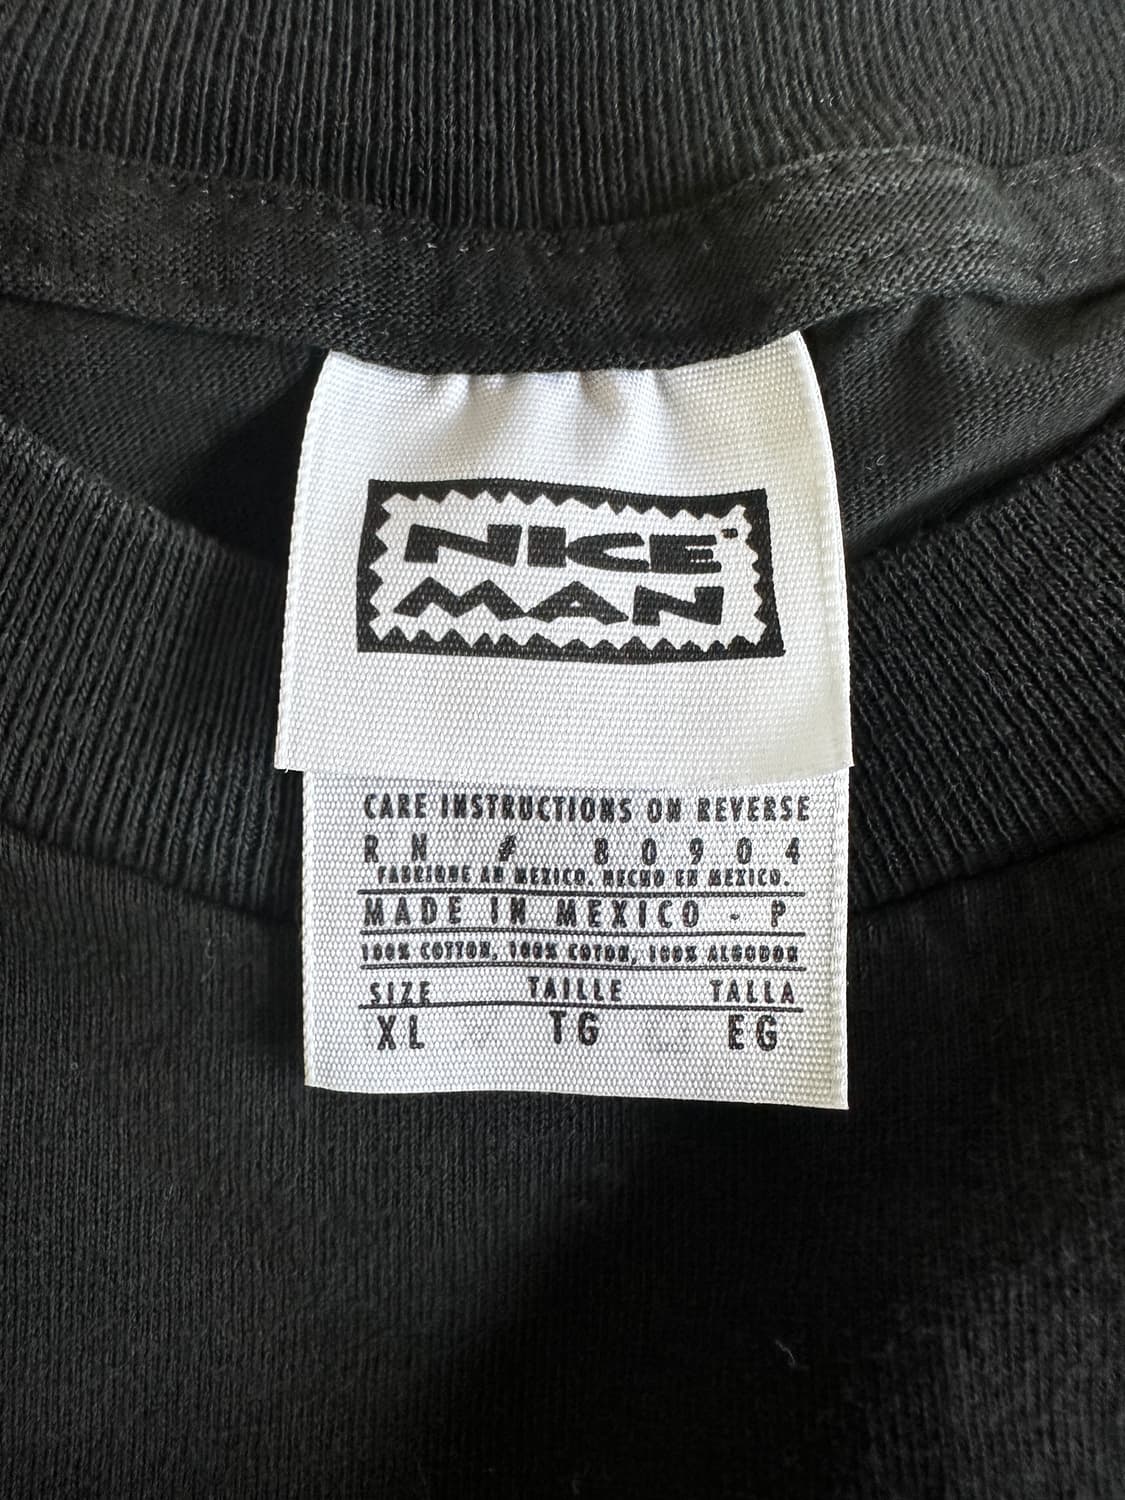 NICE
MAN
CARE INSTRUCTIONS ON REVERSE
RN # 80904
FABRIQUE AU MEXICO. HECHO EN MEXICO.
MADE IN MEXICO - P
100% COTTON, 100% COTON, 100% ALGODON
SIZE TAILLE TALLA
XL TG EG